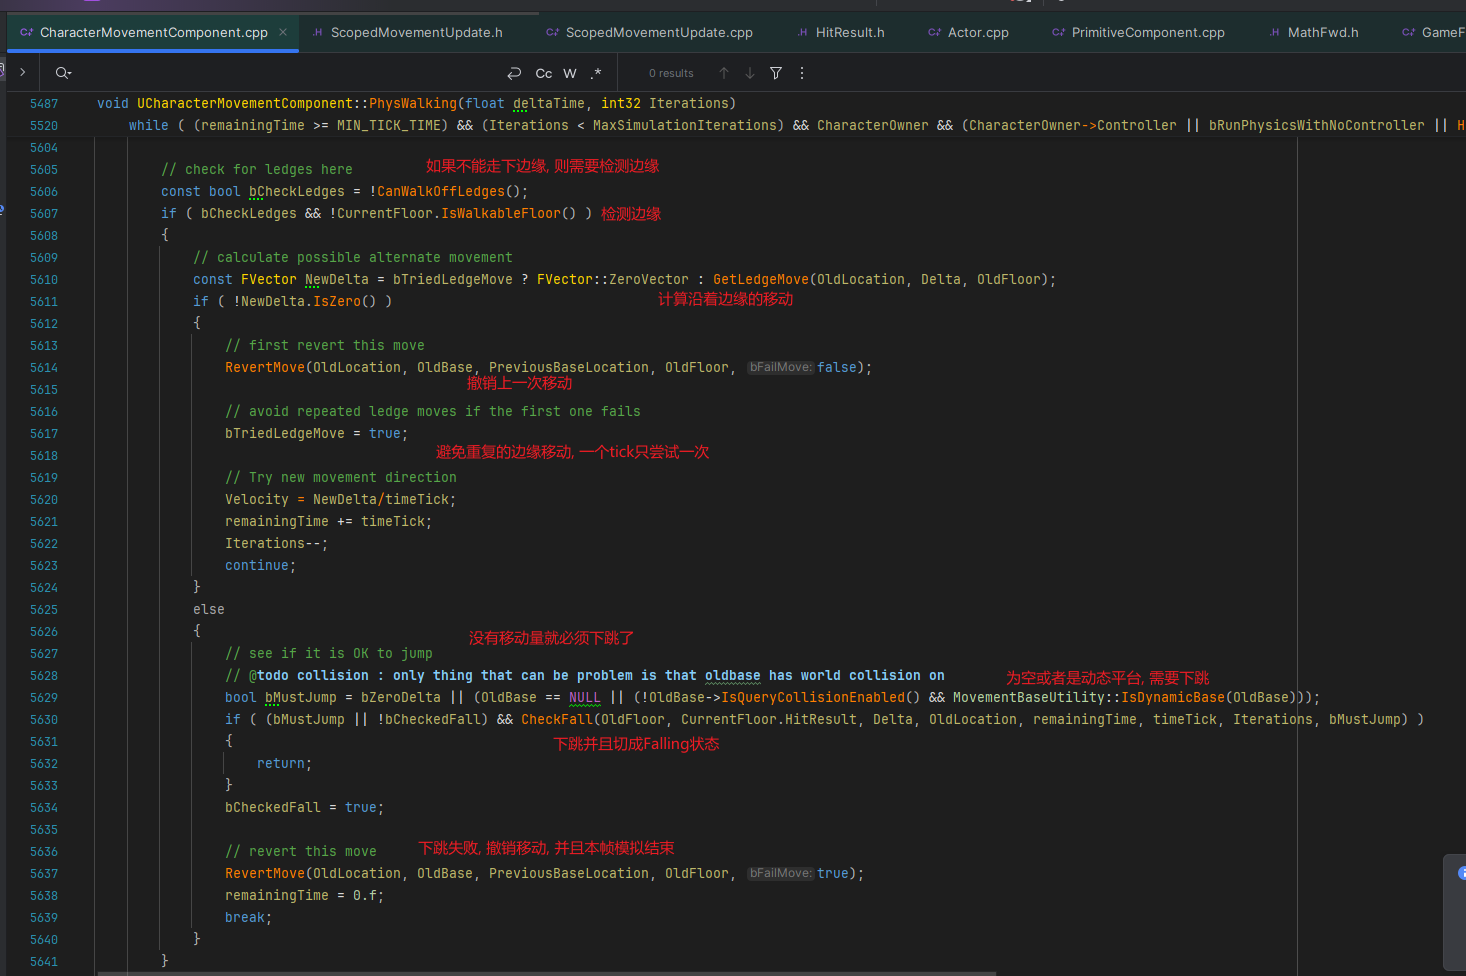 CharacterMovementComponent.cpp
ScopedMovementUpdate.h
ScopedMovementUpdate.cpp
HitResult.h
Actor.cpp
PrimitiveComponent.cpp
MathFwd.h
GameF
Cc W .* 0 results
5487 void UCharacterMovementComponent::PhysWalking(float deltaTime, int32 Iterations)
5520 while ( (remainingTime >= MIN_TICK_TIME) && (Iterations < MaxSimulationIterations) && CharacterOwner && (CharacterOwner->Controller || bRunPhysicsWithNoController || H
5604
5605 // check for ledges here 如果不能走下边缘, 则需要检测边缘
5606 const bool bCheckLedges = !CanWalkOffLedges();
5607 if ( bCheckLedges && !CurrentFloor.IsWalkableFloor() ) 检测边缘
5608 {
5609 // calculate possible alternate movement
5610 const FVector NewDelta = bTriedLedgeMove ? FVector::ZeroVector : GetLedgeMove(OldLocation, Delta, OldFloor);
5611 if ( !NewDelta.IsZero() ) 计算沿着边缘的移动
5612 {
5613 // first revert this move
5614 RevertMove(OldLocation, OldBase, PreviousBaseLocation, OldFloor, bFailMove: false);
5615 撤销上一次移动
5616 // avoid repeated ledge moves if the first one fails
5617 bTriedLedgeMove = true;
5618 避免重复的边缘移动, 一个tick只尝试一次
5619 // Try new movement direction
5620 Velocity = NewDelta/timeTick;
5621 remainingTime += timeTick;
5622 Iterations--;
5623 continue;
5624 }
5625 else
5626 {
没有移动量就必须下跳了
5627 // see if it is OK to jump
5628 // @todo collision : only thing that can be problem is that oldbase has world collision on 为空或者是动态平台, 需要下跳
5629 bool bMustJump = bZeroDelta || (OldBase == NULL || (!OldBase->IsQueryCollisionEnabled() && MovementBaseUtility::IsDynamicBase(OldBase)));
5630 if ( (bMustJump || !bCheckedFall) && CheckFall(OldFloor, CurrentFloor.HitResult, Delta, OldLocation, remainingTime, timeTick, Iterations, bMustJump) )
5631 { 下跳并且切成Falling状态
5632 return;
5633 }
5634 bCheckedFall = true;
5635
5636 // revert this move 下跳失败, 撤销移动, 并且本帧模拟结束
5637 RevertMove(OldLocation, OldBase, PreviousBaseLocation, OldFloor, bFailMove: true);
5638 remainingTime = 0.f;
5639 break;
5640 }
5641 }